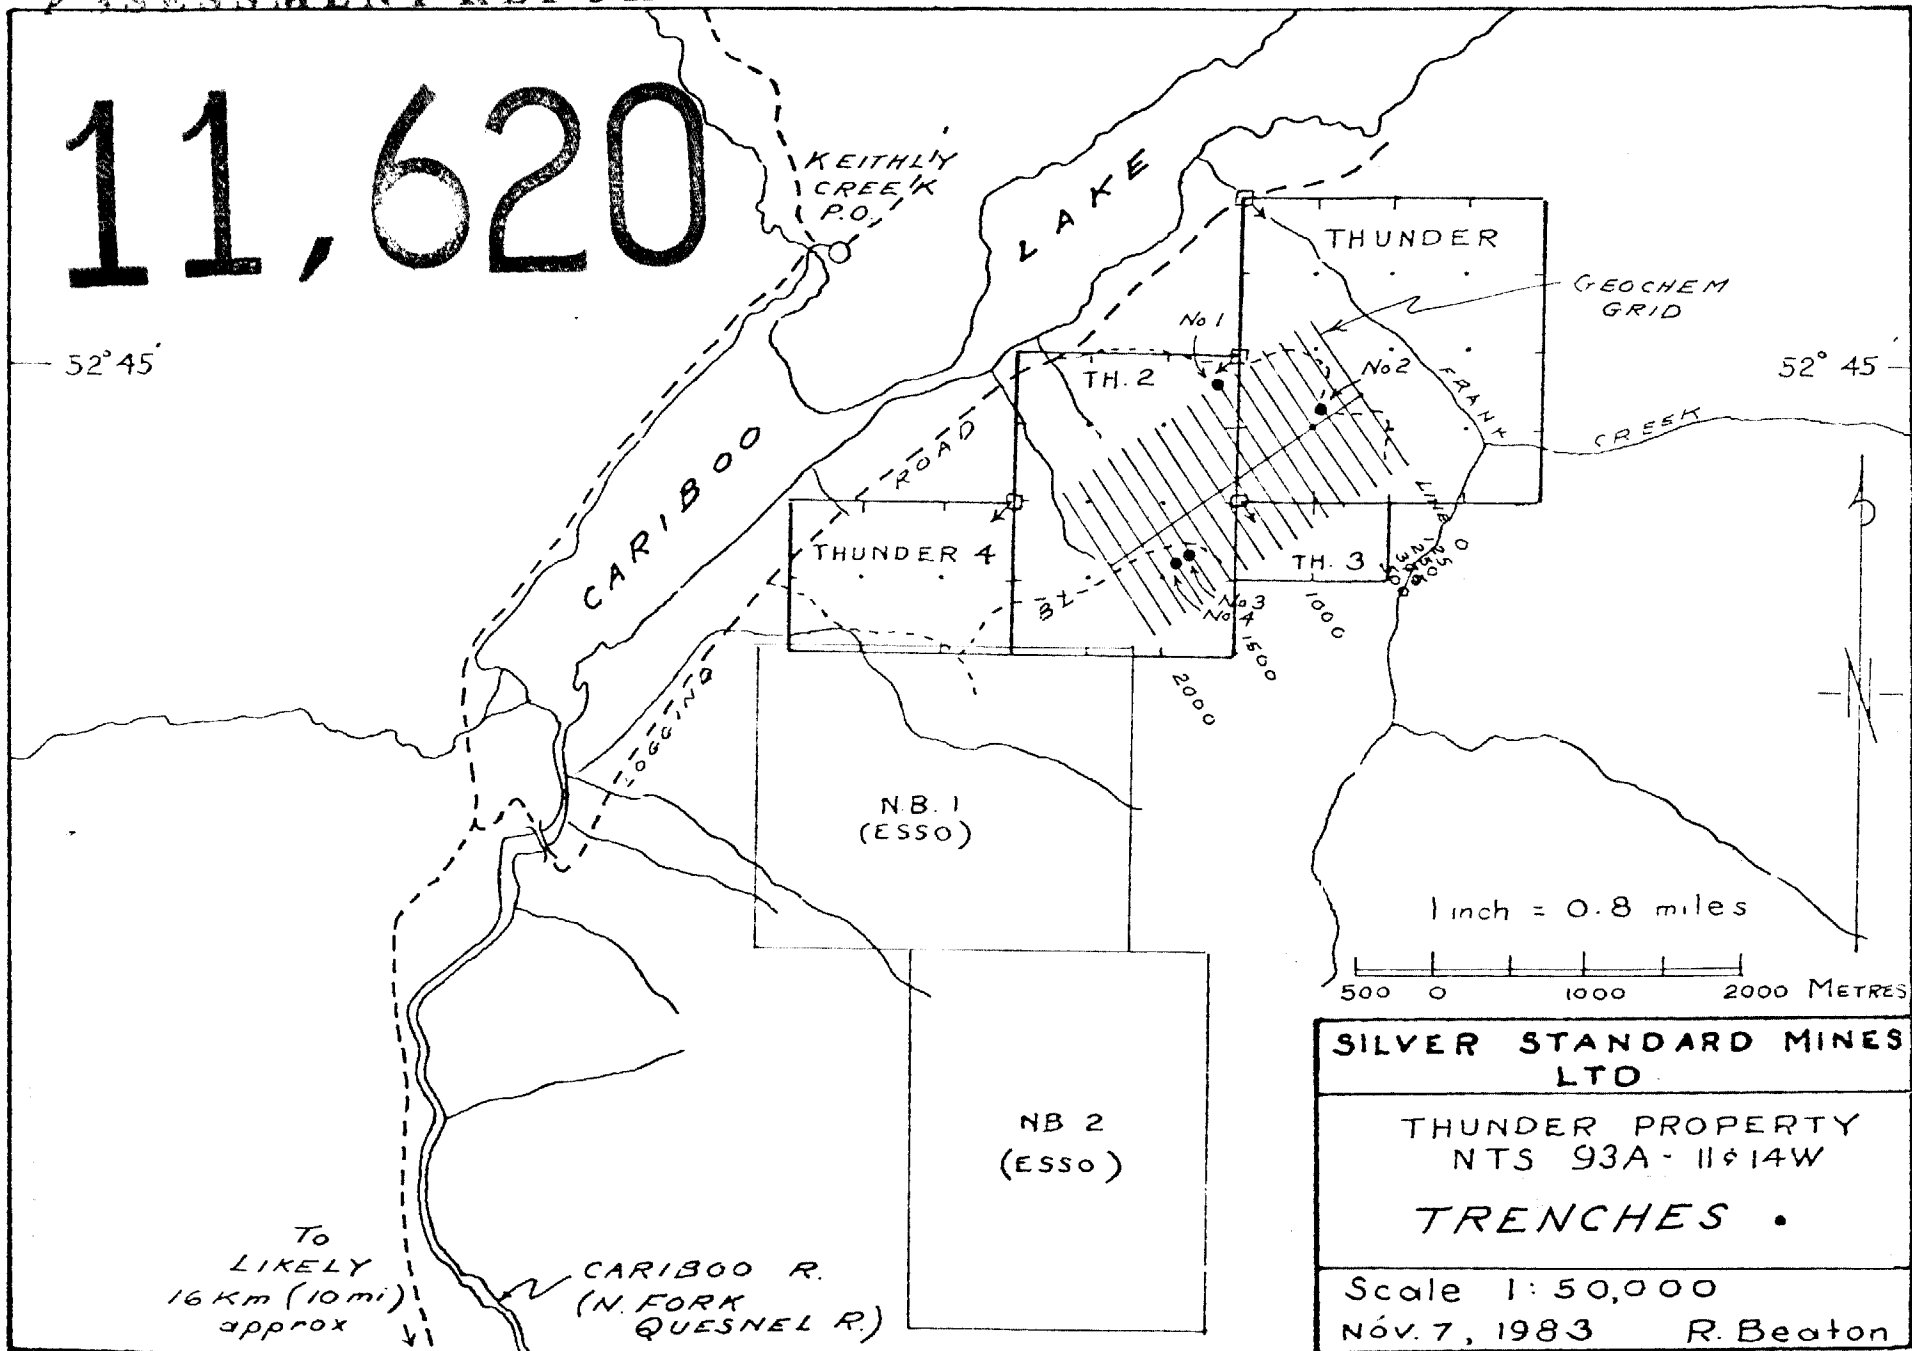 11,620
KEITHLY
CREEK
P.O.
LAKE
THUNDER
GEOCHEM
GRID
No 1
52° 45'
TH. 2
No 2
52° 45'
FRANK
CREEK
ROAD
CARIBOO
LINE 0
THUNDER 4
TH. 3
No 3
No 4
1000
1500
2000
LOGGING
N
N.B. 1
(ESSO)
1 inch = 0.8 miles
500 0 1000 2000 METRES
SILVER STANDARD MINES
LTD
NB 2
(ESSO)
THUNDER PROPERTY
NTS 93A - 11 & 14W
TRENCHES •
To
LIKELY
16 Km (10 mi)
approx
CARIBOO R.
(N. FORK
QUESNEL R.)
Scale 1:50,000
Nov. 7, 1983 R. Beaton